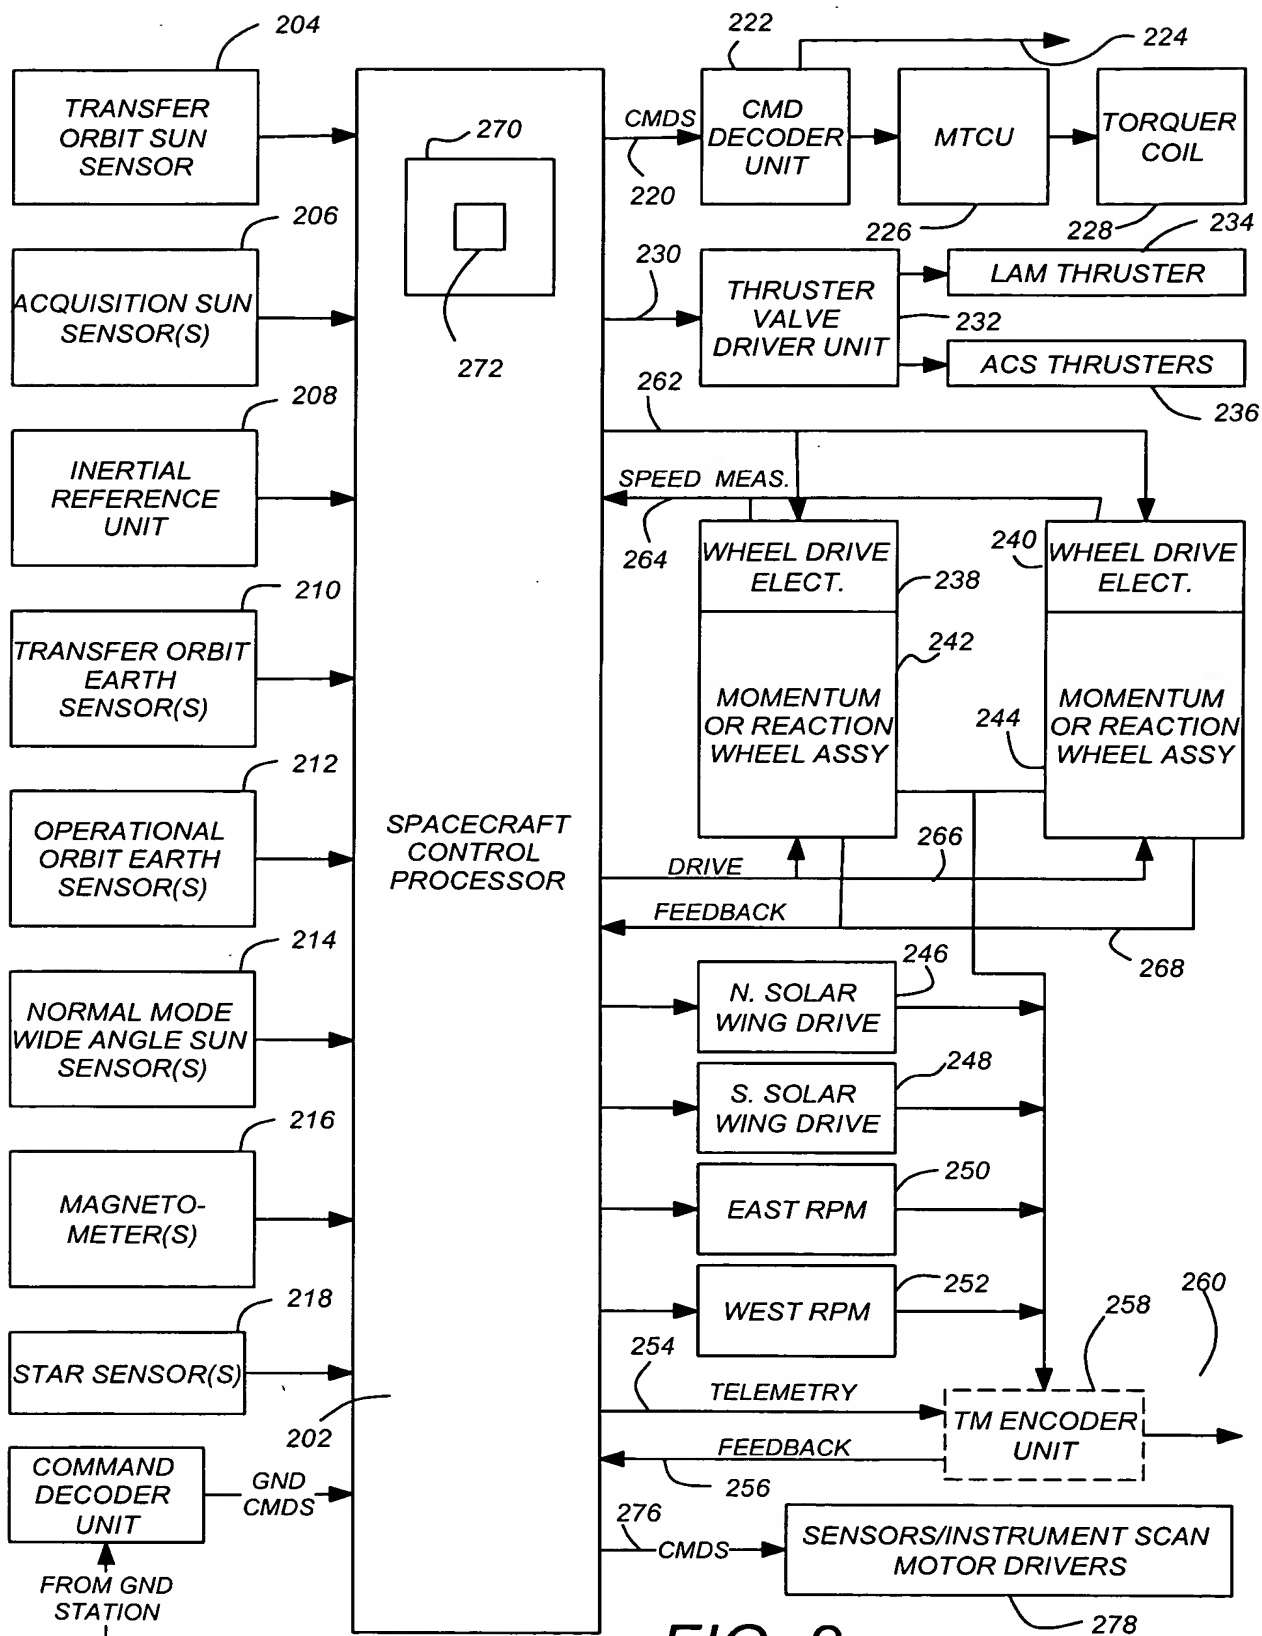 204
TRANSFER
ORBIT SUN
SENSOR
206
ACQUISITION SUN
SENSOR(S)
208
INERTIAL
REFERENCE
UNIT
210
TRANSFER ORBIT
EARTH
SENSOR(S)
212
OPERATIONAL
ORBIT EARTH
SENSOR(S)
214
NORMAL MODE
WIDE ANGLE SUN
SENSOR(S)
216
MAGNETO-
METER(S)
218
STAR SENSOR(S)
202
COMMAND
DECODER
UNIT
GND
CMDS
FROM GND
STATION
270
272
SPACECRAFT
CONTROL
PROCESSOR
CMDS
220
222
CMD
DECODER
UNIT
224
MTCU
226
TORQUER
COIL
228
230
THRUSTER
VALVE
DRIVER UNIT
232
234
LAM THRUSTER
ACS THRUSTERS
236
262
SPEED MEAS.
264
WHEEL DRIVE
ELECT.
238
240
WHEEL DRIVE
ELECT.
242
MOMENTUM
OR REACTION
WHEEL ASSY
244
MOMENTUM
OR REACTION
WHEEL ASSY
DRIVE
266
FEEDBACK
268
246
N. SOLAR
WING DRIVE
248
S. SOLAR
WING DRIVE
250
EAST RPM
252
WEST RPM
254
TELEMETRY
258
260
TM ENCODER
UNIT
FEEDBACK
256
276
CMDS
SENSORS/INSTRUMENT SCAN
MOTOR DRIVERS
278